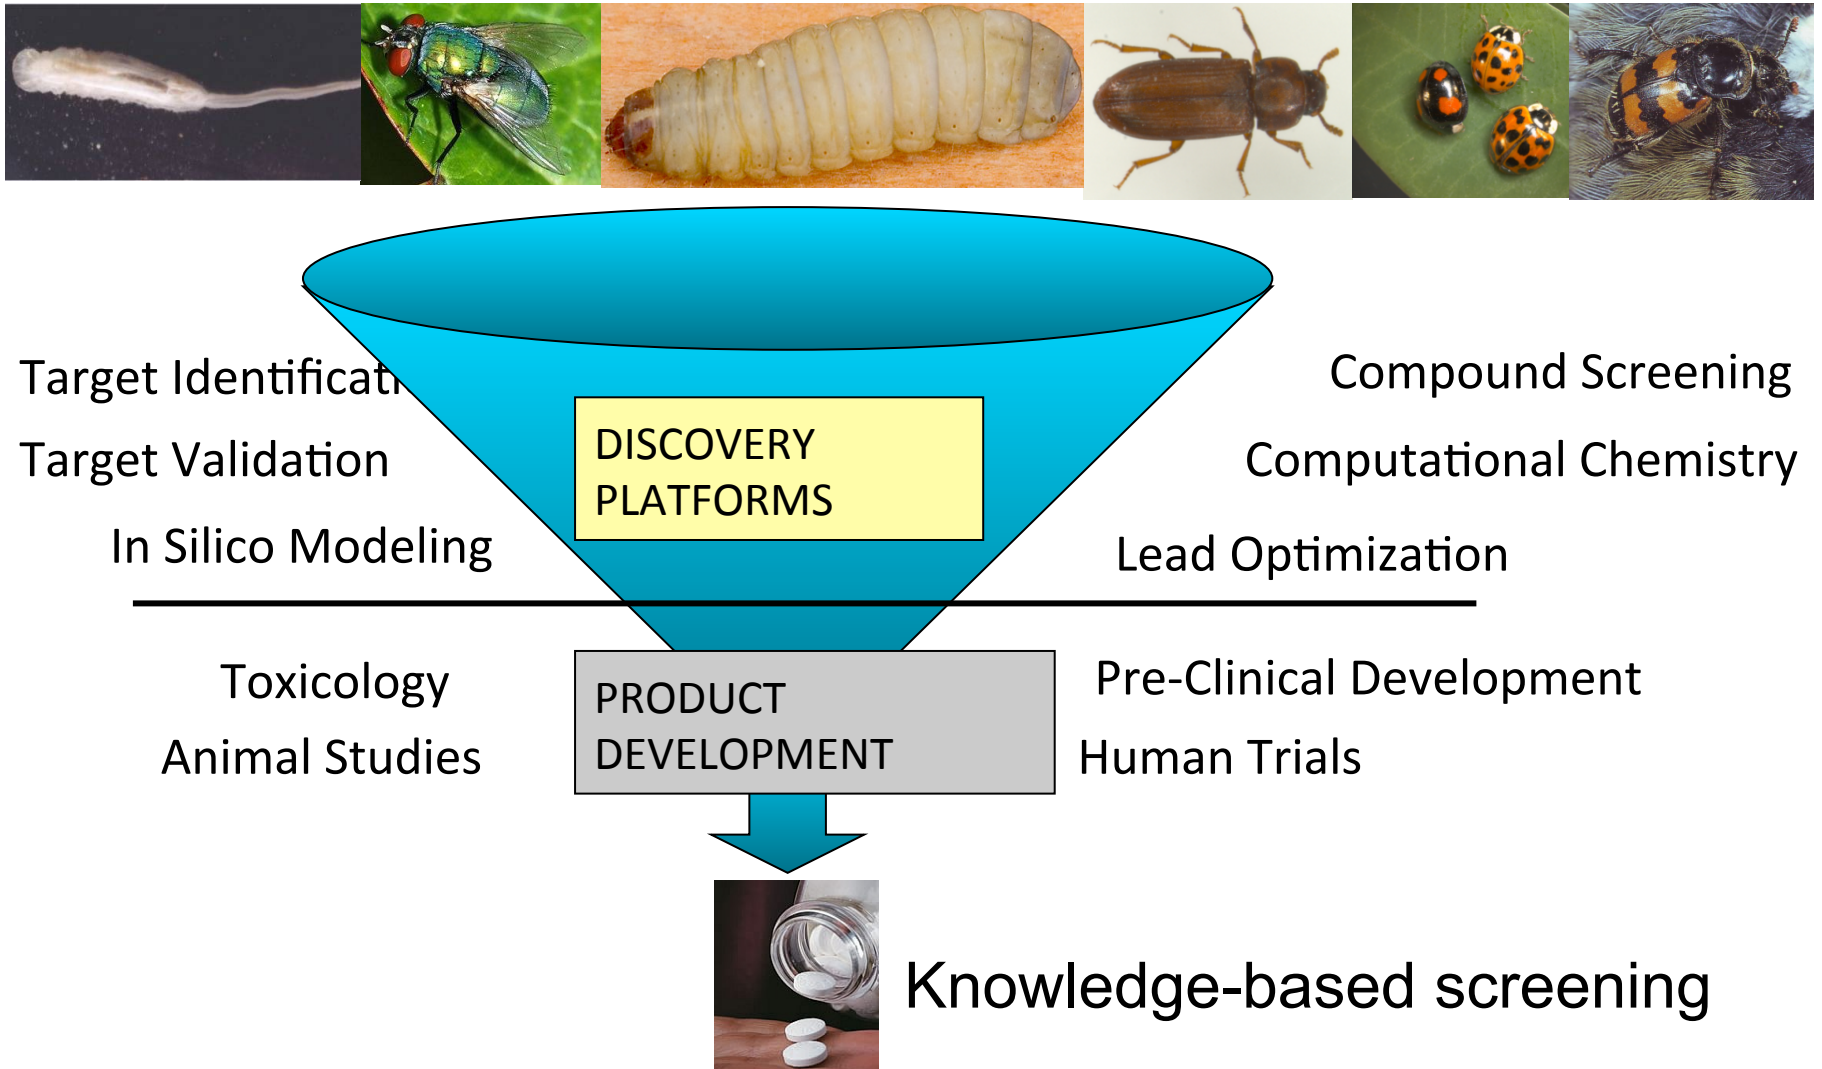 Target Identificati
Compound Screening
DISCOVERY
PLATFORMS
Target Validation
Computational Chemistry
In Silico Modeling
Lead Optimization
Toxicology
Pre-Clinical Development
PRODUCT
DEVELOPMENT
Animal Studies
Human Trials
Knowledge-based screening